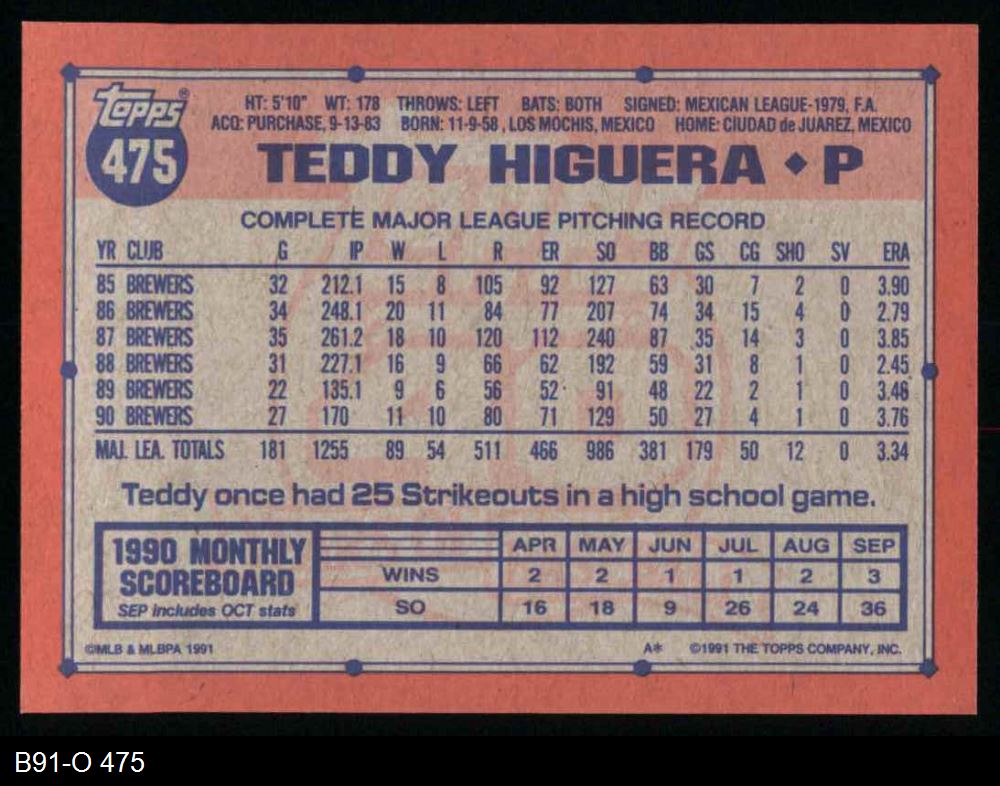 Topps®
475
HT: 5'10" WT: 178 THROWS: LEFT BATS: BOTH SIGNED: MEXICAN LEAGUE-1979, F.A.
ACQ: PURCHASE, 9-13-83 BORN: 11-9-58, LOS MOCHIS, MEXICO HOME: CIUDAD de JUAREZ, MEXICO
TEDDY HIGUERA ◆ P
COMPLETE MAJOR LEAGUE PITCHING RECORD
YR CLUB G IP W L R ER SO BB GS CG SHO SV ERA
85 BREWERS 32 212.1 15 8 105 92 127 63 30 7 2 0 3.90
86 BREWERS 34 248.1 20 11 84 77 207 74 34 15 4 0 2.79
87 BREWERS 35 261.2 18 10 120 112 240 87 35 14 3 0 3.85
88 BREWERS 31 227.1 16 9 66 62 192 59 31 8 1 0 2.45
89 BREWERS 22 135.1 9 6 56 52 91 48 22 2 1 0 3.46
90 BREWERS 27 170 11 10 80 71 129 50 27 4 1 0 3.76
MAJ. LEA. TOTALS 181 1255 89 54 511 466 986 381 179 50 12 0 3.34
Teddy once had 25 Strikeouts in a high school game.
1990 MONTHLY SCOREBOARD
SEP includes OCT stats
APR MAY JUN JUL AUG SEP
WINS 2 2 1 1 2 3
SO 16 18 9 26 24 36
©MLB & MLBPA 1991 A* ©1991 THE TOPPS COMPANY, INC.
B91-O 475